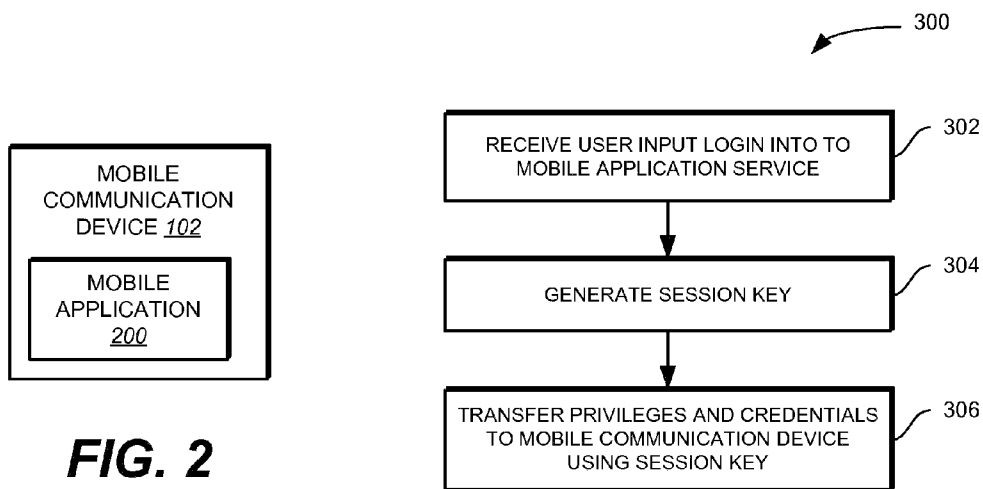 MOBILE
COMMUNICATION
DEVICE 102
MOBILE
APPLICATION
200
FIG. 2
300
RECEIVE USER INPUT LOGIN INTO TO
MOBILE APPLICATION SERVICE
302
GENERATE SESSION KEY
304
TRANSFER PRIVILEGES AND CREDENTIALS
TO MOBILE COMMUNICATION DEVICE
USING SESSION KEY
306